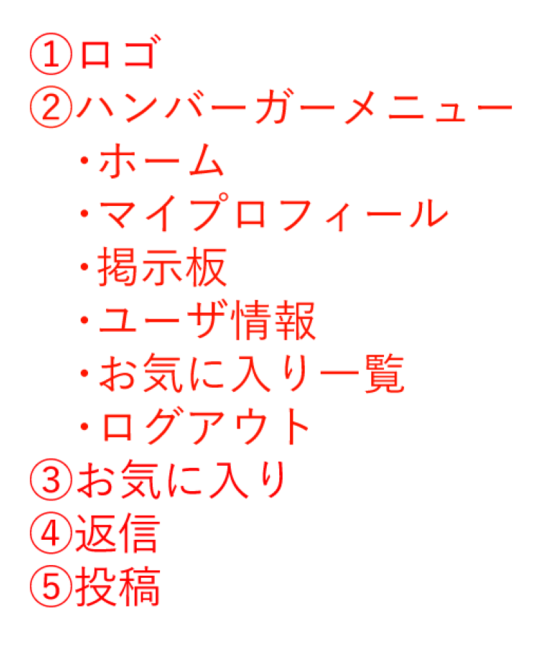 ①ロゴ
②ハンバーガーメニュー
・ホーム
・マイプロフィール
・掲示板
・ユーザ情報
・お気に入り一覧
・ログアウト
③お気に入り
④返信
⑤投稿